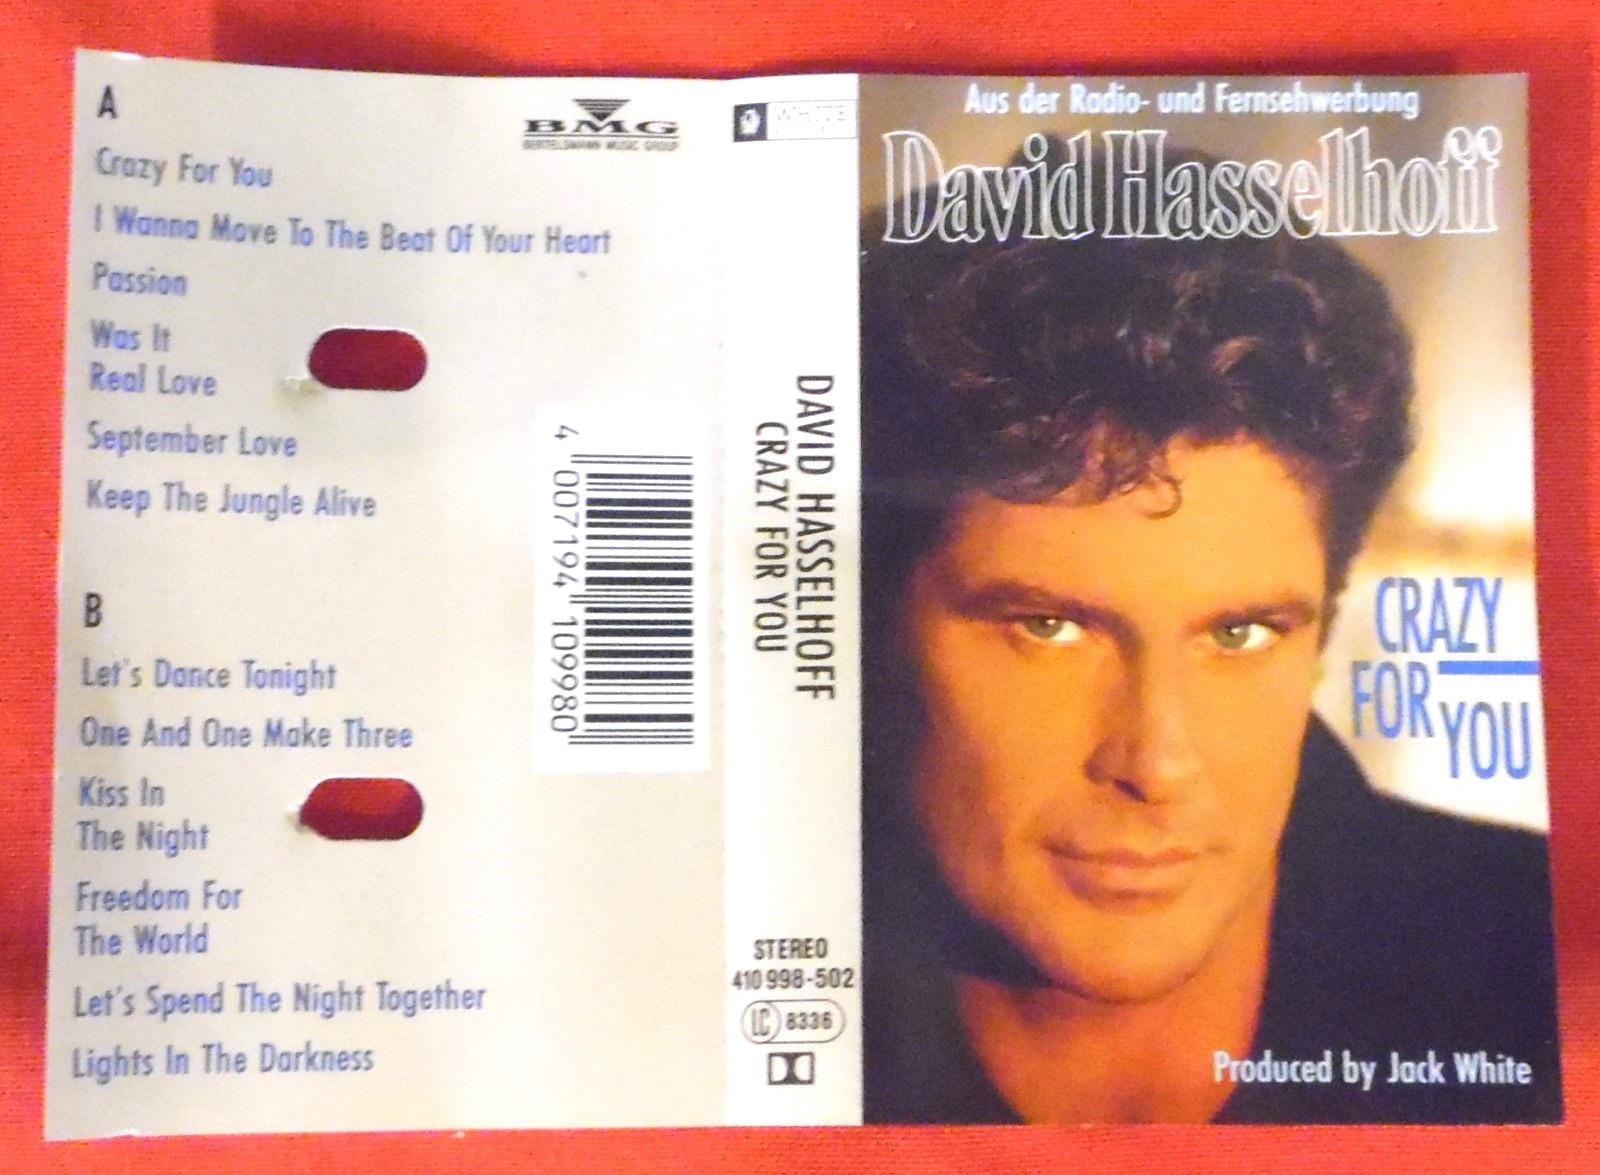 A
Crazy For You
I Wanna Move To The Beat Of Your Heart
Passion
Was It
Real Love
September Love
Keep The Jungle Alive
B
Let's Dance Tonight
One And One Make Three
Kiss In
The Night
Freedom For
The World
Let's Spend The Night Together
Lights In The Darkness
BMG
BERTELSMANN MUSIC GROUP
4 007194 109980
WHITE
DAVID HASSELHOFF
CRAZY FOR YOU
STEREO
410 998-502
LC 8336
Aus der Radio- und Fernsehwerbung
David Hasselhoff
CRAZY
FOR
YOU
Produced by Jack White